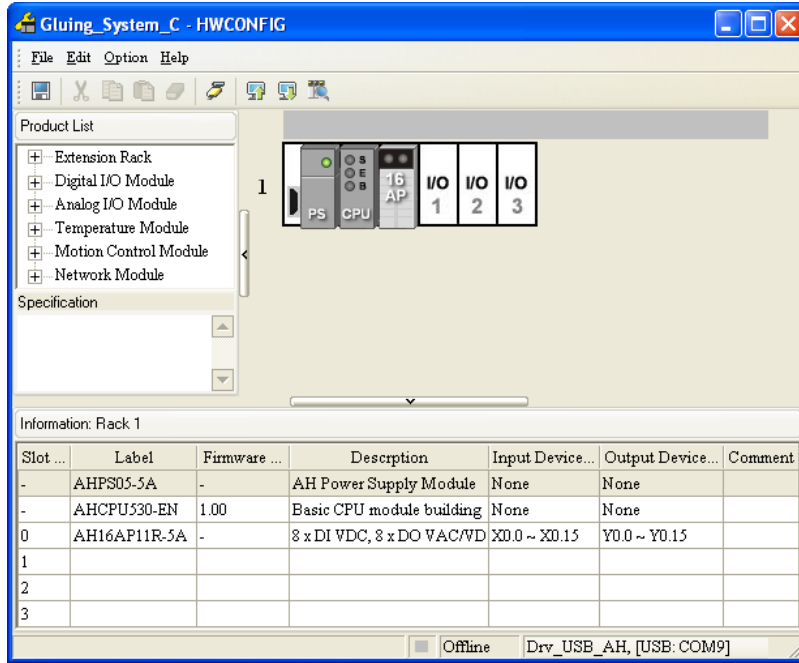 Gluing_System_C - HWCONFIG
File Edit Option Help
Product List
Extension Rack
Digital I/O Module
Analog I/O Module
Temperature Module
Motion Control Module
Network Module
Specification
1
PS CPU S E B 16 AP I/O 1 I/O 2 I/O 3
Information: Rack 1
Slot ... Label Firmware ... Descrption Input Device... Output Device... Comment
- AHPS05-5A - AH Power Supply Module None None
- AHCPU530-EN 1.00 Basic CPU module building None None
0 AH16AP11R-5A - 8 x DI VDC, 8 x DO VAC/VD X0.0 ~ X0.15 Y0.0 ~ Y0.15
1
2
3
Offline Drv_USB_AH, [USB: COM9]